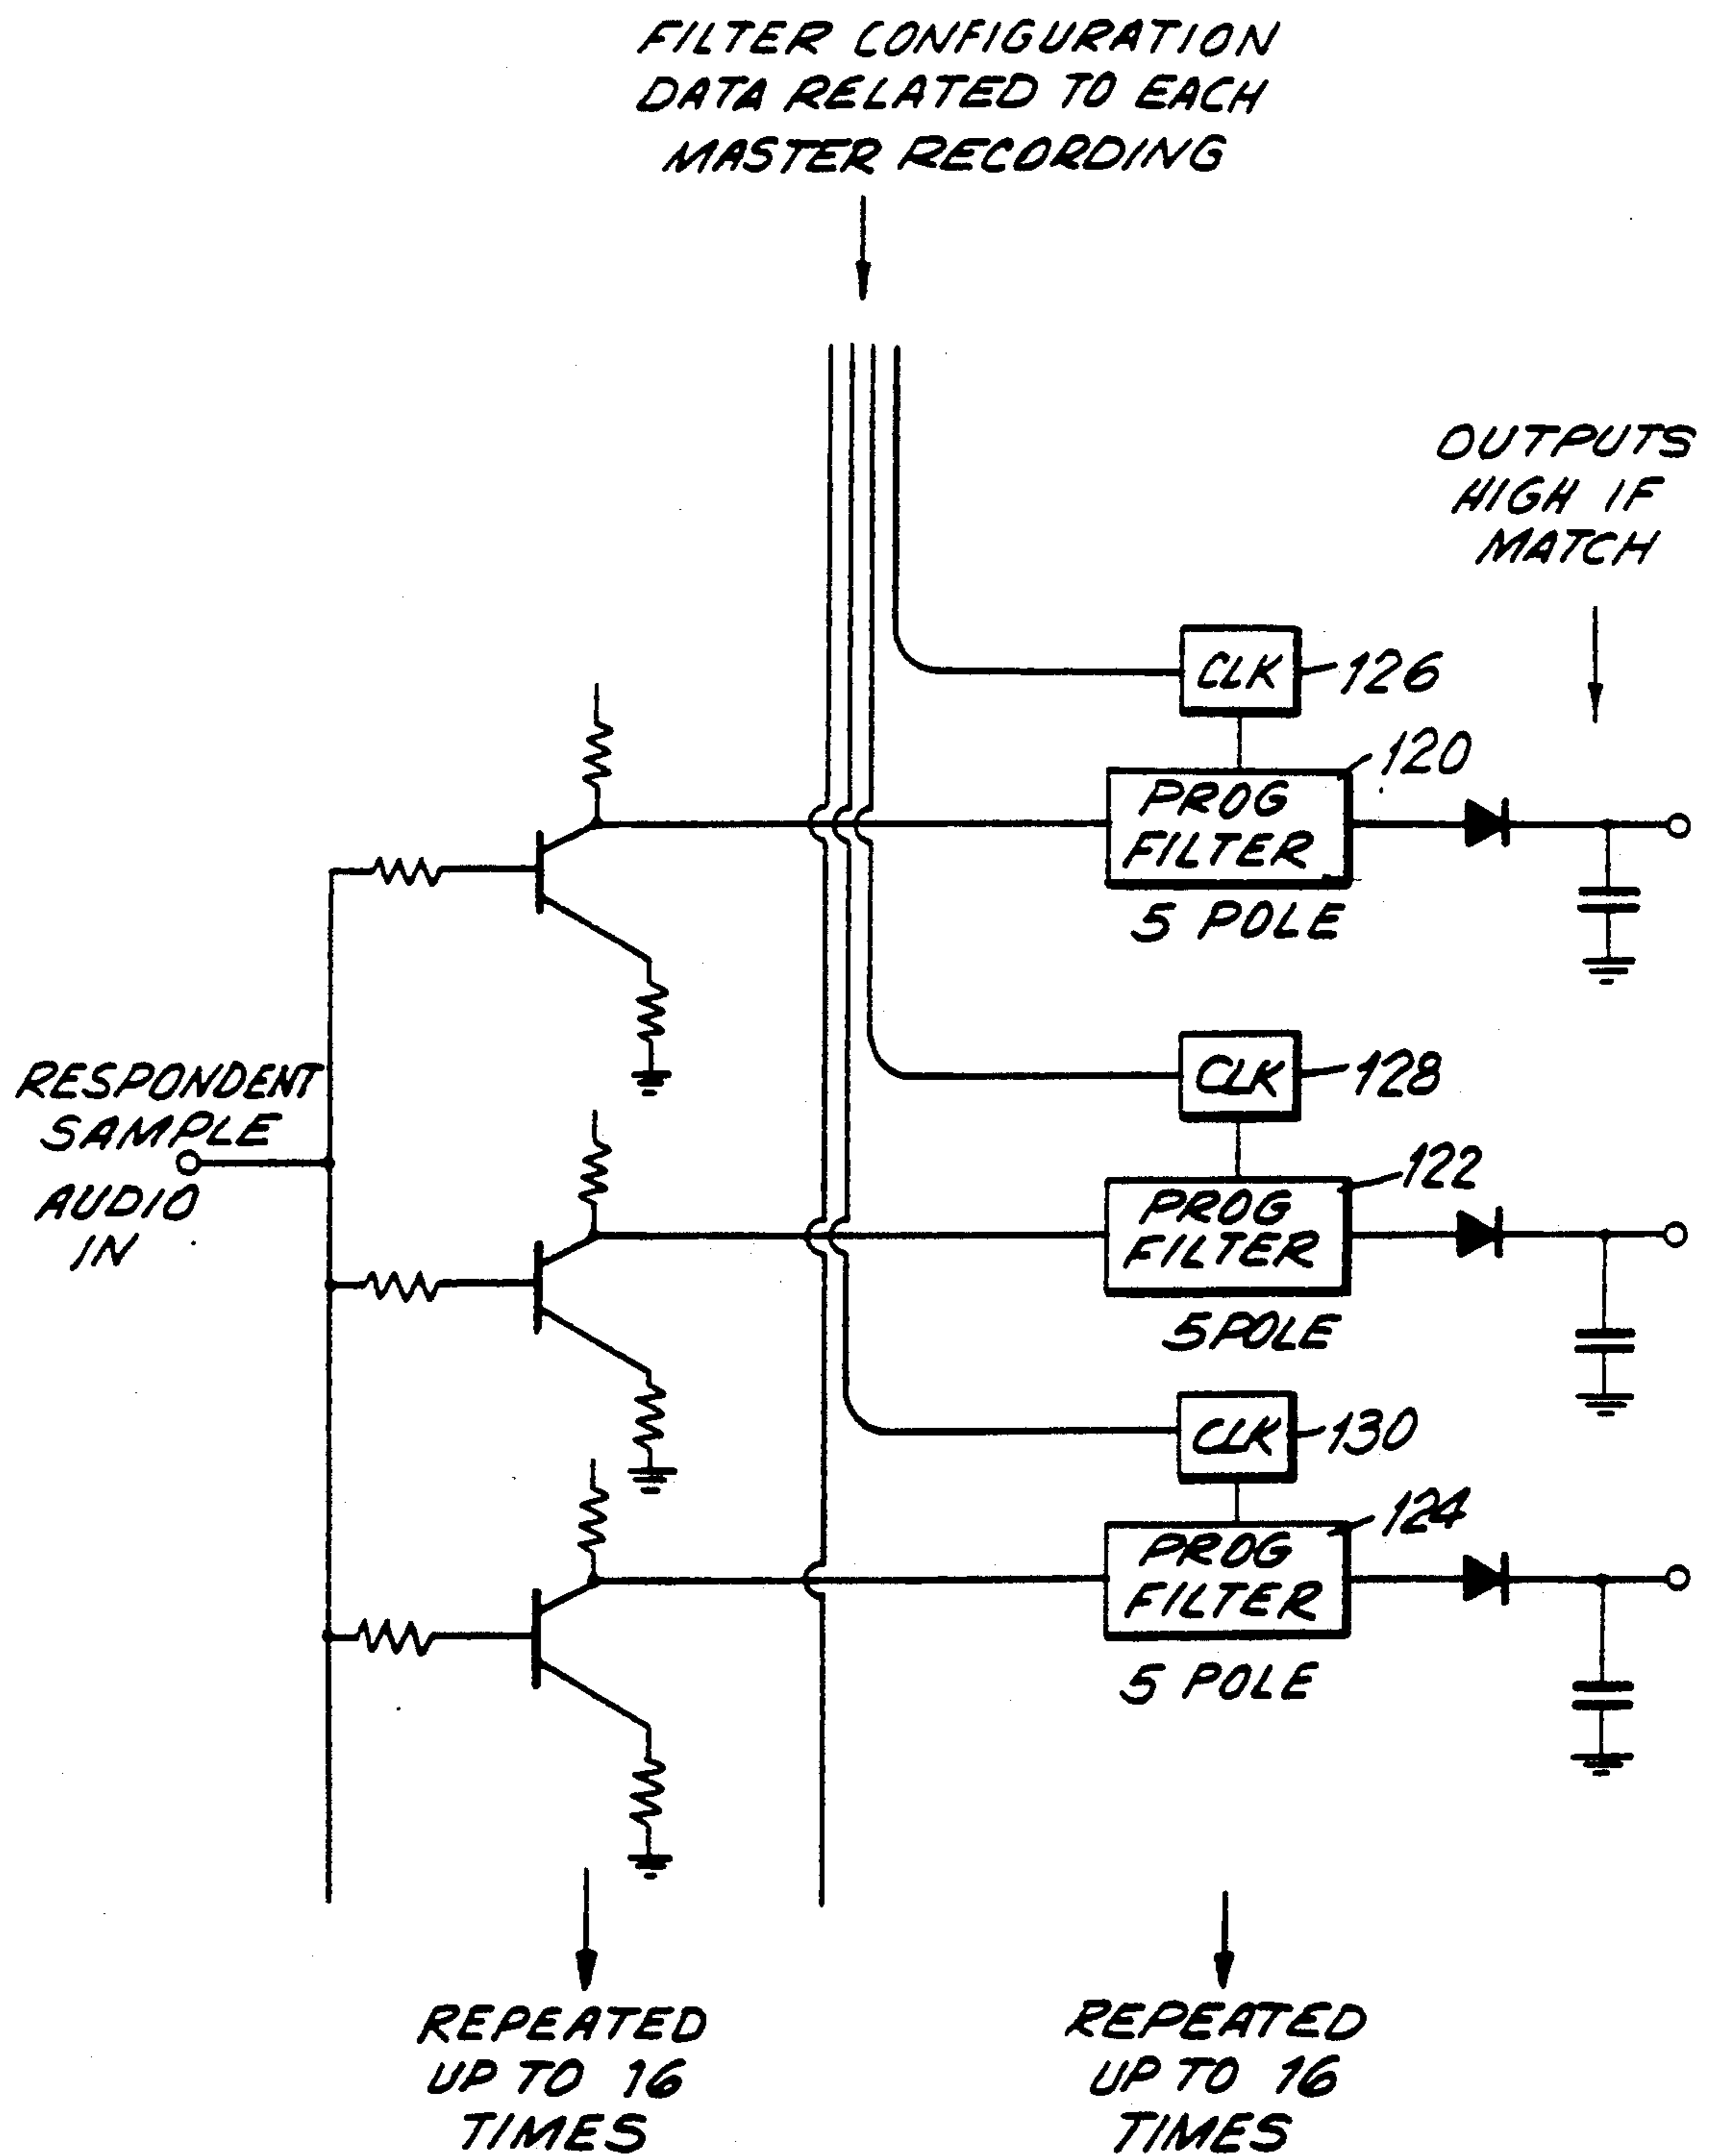 FILTER CONFIGURATION
DATA RELATED TO EACH
MASTER RECORDING
OUTPUTS
HIGH IF
MATCH
CLK
126
120
PROG
FILTER
5 POLE
RESPONDENT
SAMPLE
AUDIO
IN
CLK
128
122
PROG
FILTER
5 POLE
CLK
130
124
PROG
FILTER
5 POLE
REPEATED
UP TO 16
TIMES
REPEATED
UP TO 16
TIMES